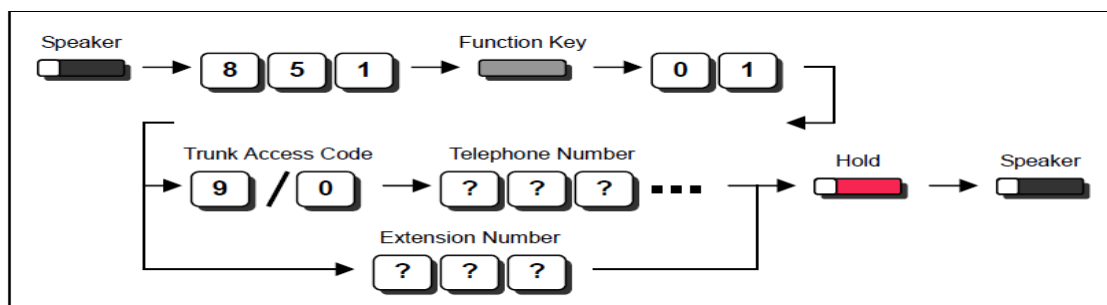 Speaker
Function Key
8 5 1
0 1
Trunk Access Code
Telephone Number
Hold
Speaker
9 / 0
? ? ? ...
Extension Number
? ? ?